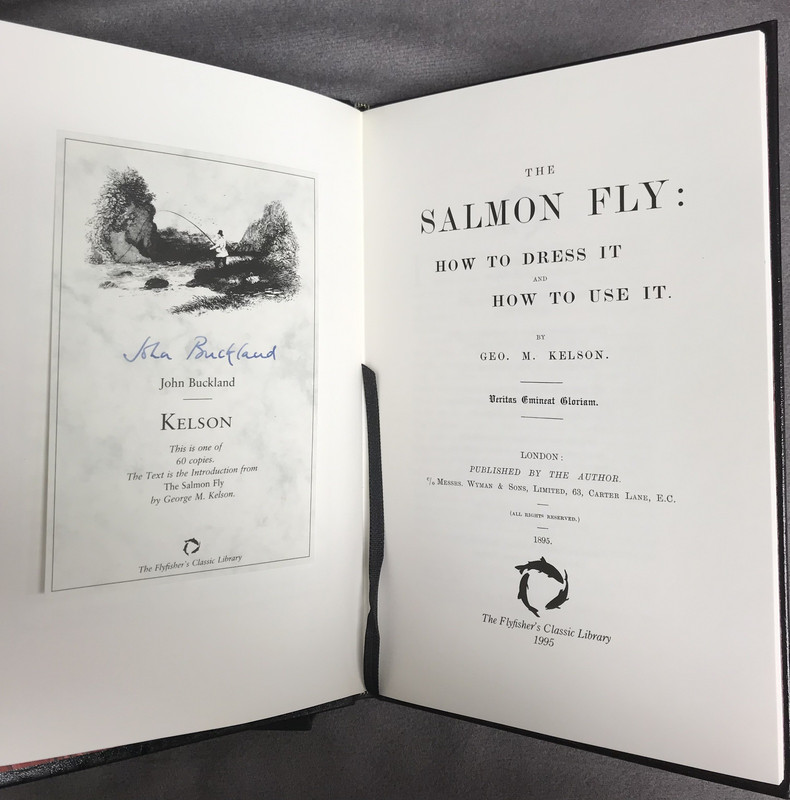 John Buckland
John Buckland
KELSON
This is one of
60 copies.
The Text is the Introduction from
The Salmon Fly
by George M. Kelson.
The Flyfisher's Classic Library
THE
SALMON FLY:
HOW TO DRESS IT
AND
HOW TO USE IT.
BY
GEO. M. KELSON.
Veritas Emineat Gloriam.
LONDON:
PUBLISHED BY THE AUTHOR.
c/o MESSRS. WYMAN & SONS, LIMITED, 63, CARTER LANE, E.C.
(ALL RIGHTS RESERVED.)
1895.
The Flyfisher's Classic Library
1995